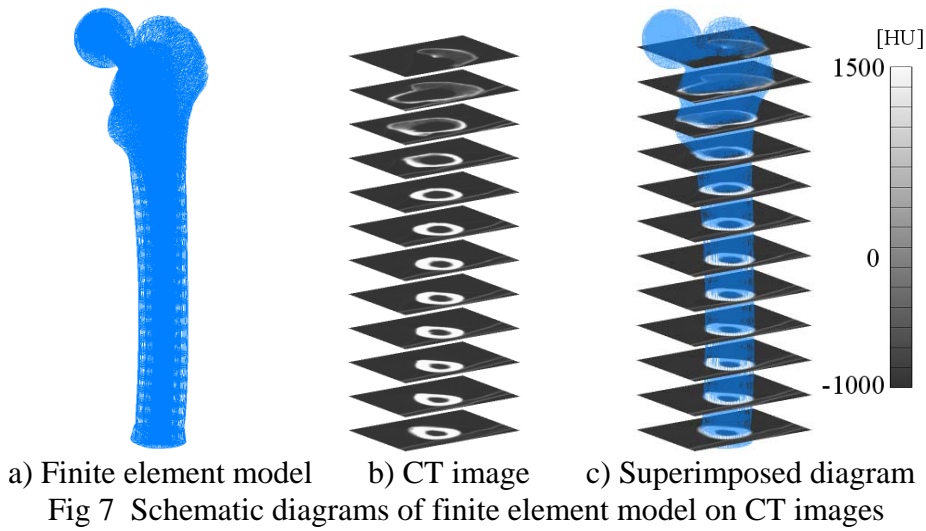 [HU]
1500
0
-1000
a) Finite element model b) CT image c) Superimposed diagram
Fig 7 Schematic diagrams of finite element model on CT images